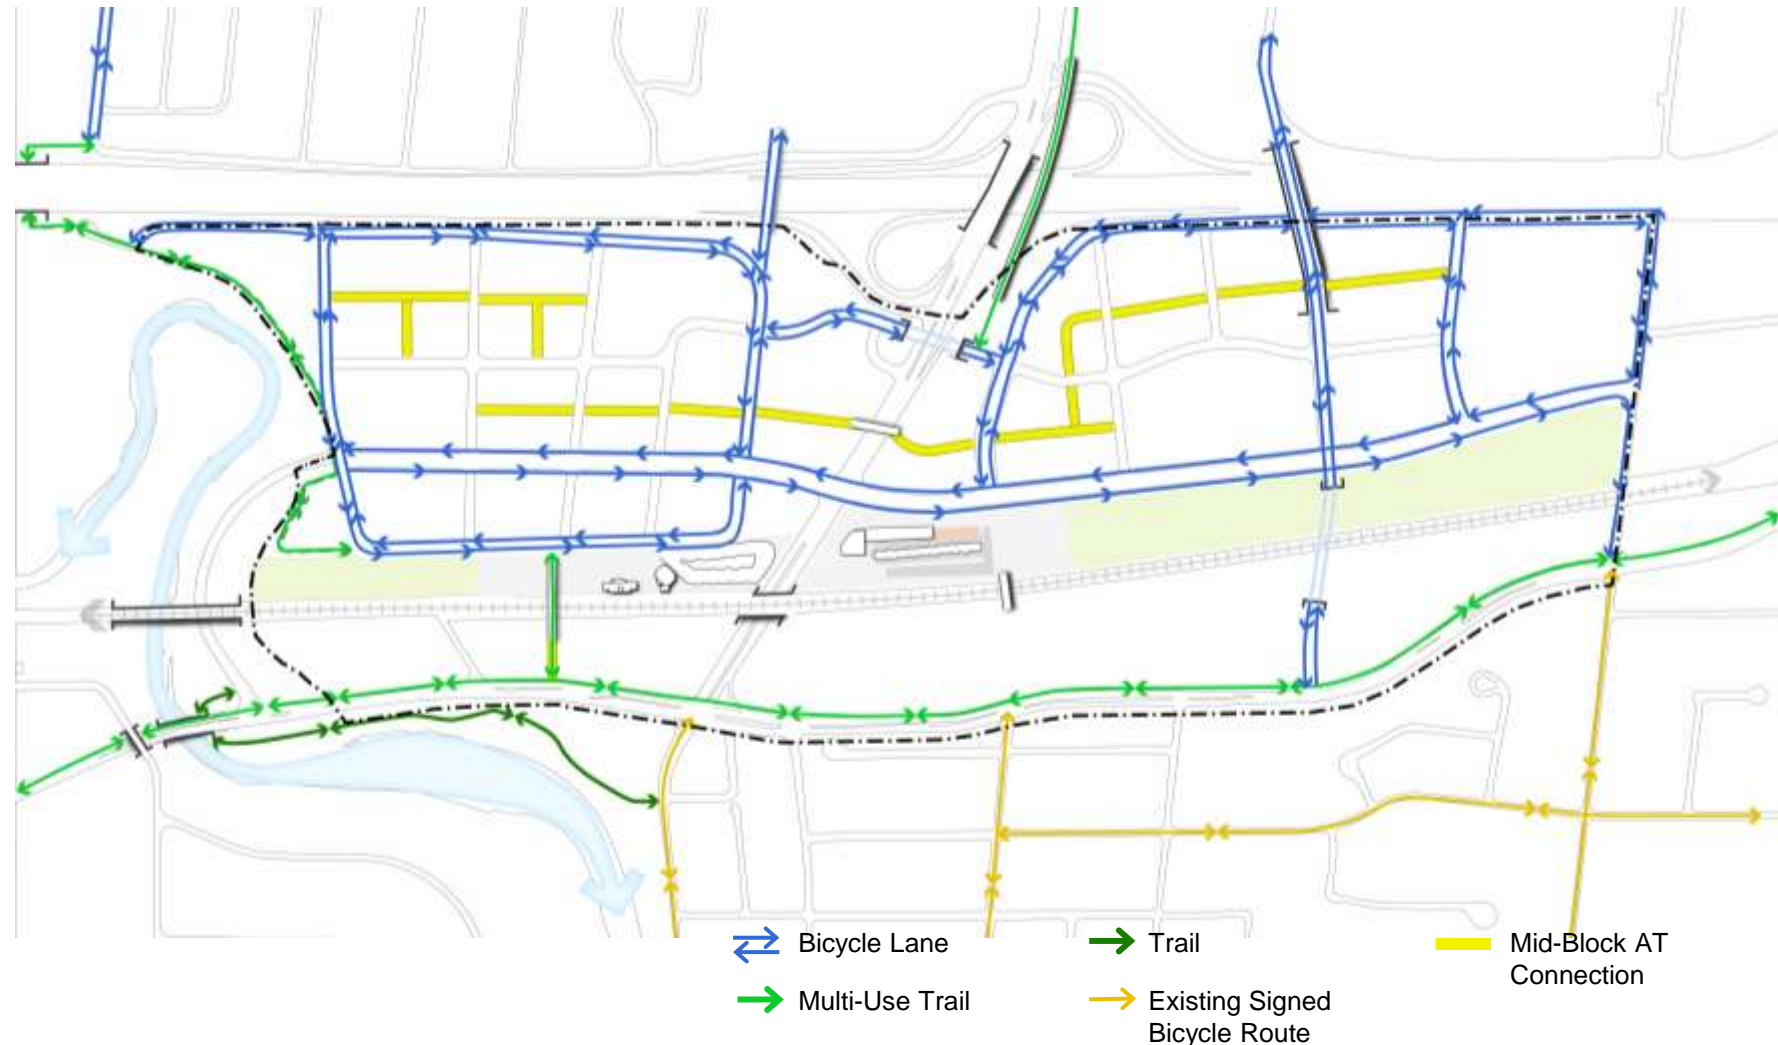 Bicycle Lane
Multi-Use Trail
Trail
Existing Signed
Bicycle Route
Mid-Block AT
Connection